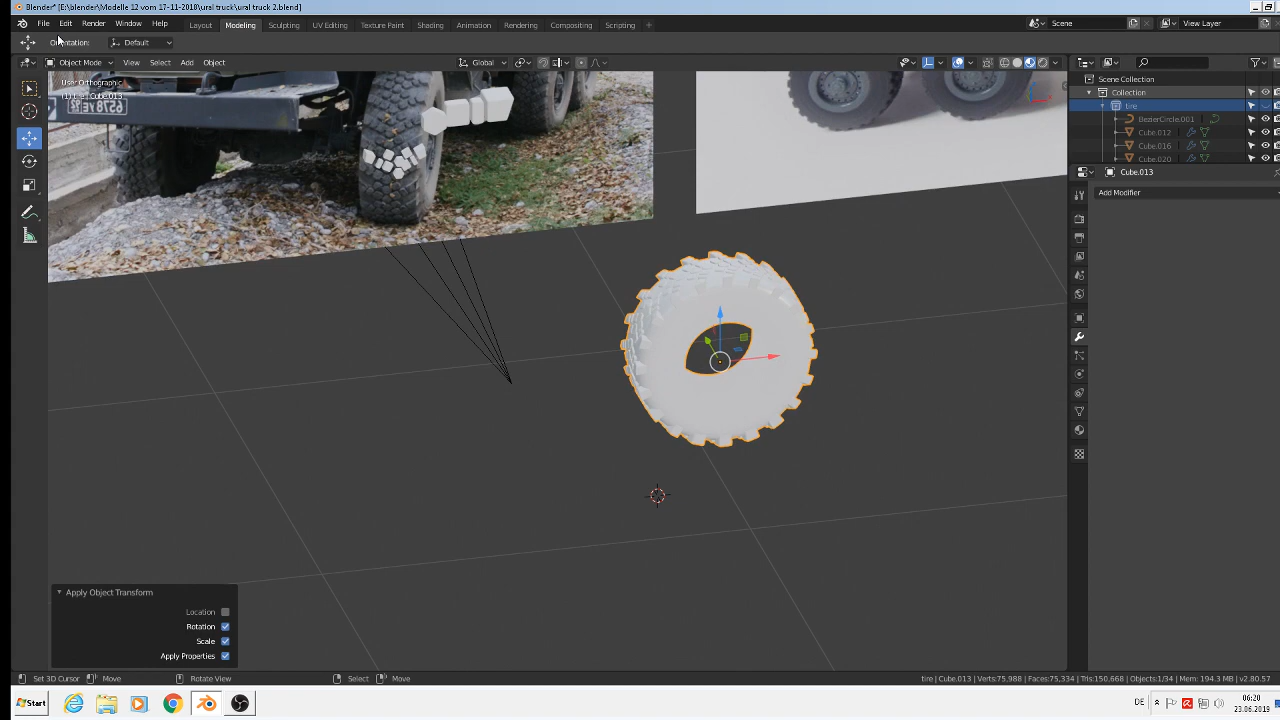 Blender* [E:\blender\Modelle 12 vom 17-11-2018\ural truck\ural truck 2.blend]
File Edit Render Window Help
Layout Modeling Sculpting UV Editing Texture Paint Shading Animation Rendering Compositing Scripting
Scene View Layer
Orientation: Default
Object Mode View Select Add Object Global
User Orthographic
Cube.013
Scene Collection
Collection
tire
BezierCircle.001
Cube.012
Cube.016
Cube.020
Cube.013
Add Modifier
Apply Object Transform
Location
Rotation
Scale
Apply Properties
Set 3D Cursor Move Rotate View Select Move tire | Cube.013 | Verts:75,988 | Faces:75,334 | Tris:150,668 | Objects:1/34 | Mem: 194.3 MB | v2.80.57
Start DE 06:20
23.06.2019